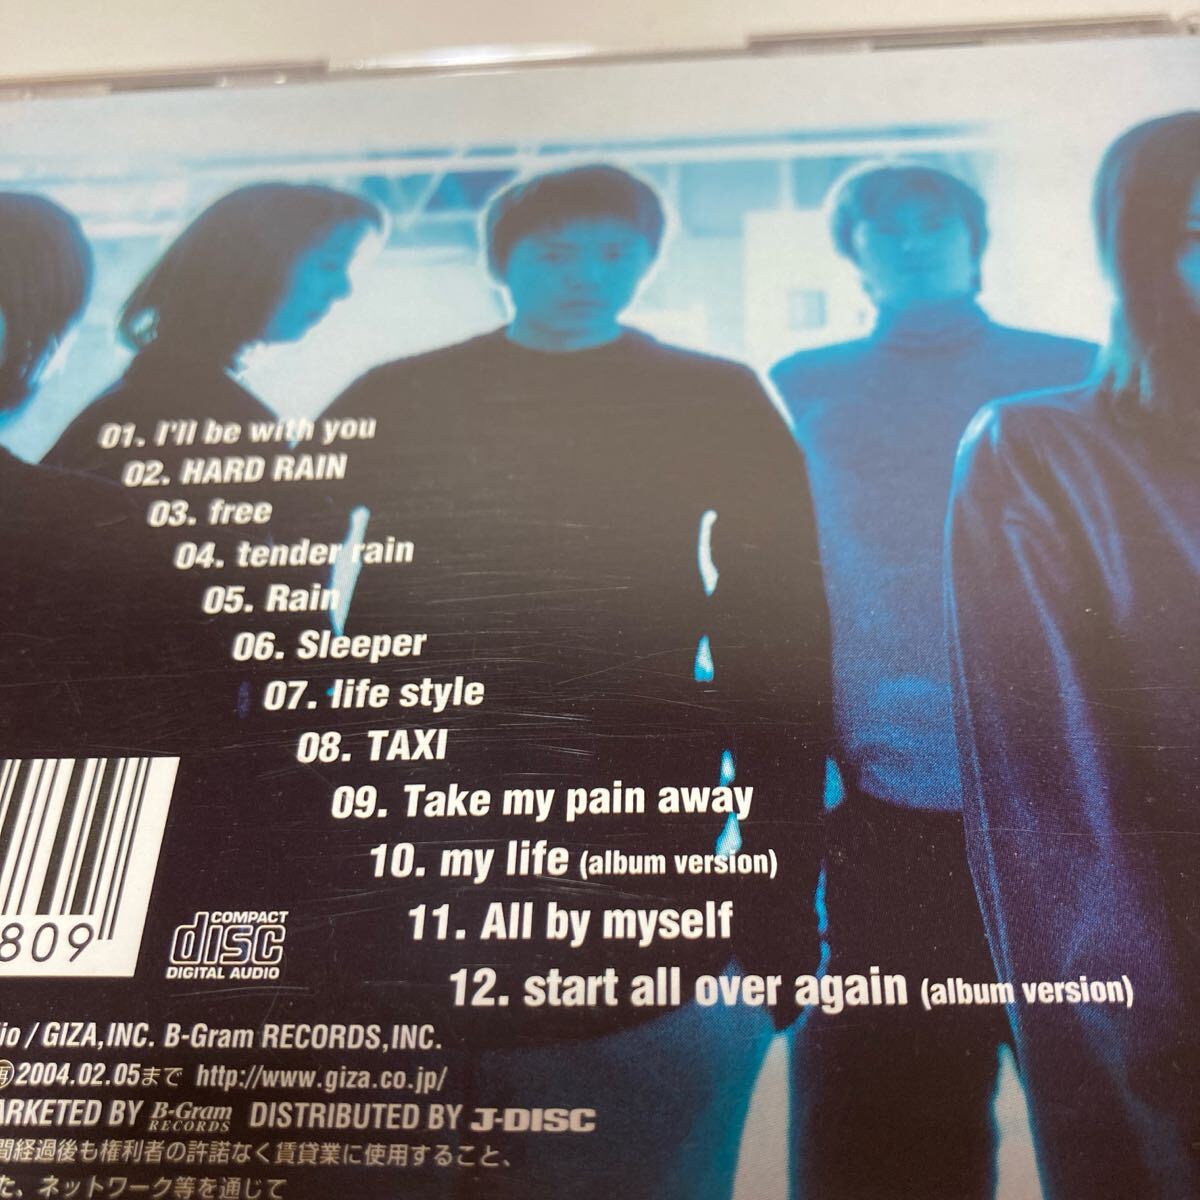 01. I'll be with you
02. HARD RAIN
03. free
04. tender rain
05. Rain
06. Sleeper
07. life style
08. TAXI
09. Take my pain away
10. my life (album version)
11. All by myself
12. start all over again (album version)
809
COMPACT
disc
DIGITAL AUDIO
io / GIZA,INC. B-Gram RECORDS,INC.
再 2004.02.05まで http://www.giza.co.jp/
ARKETED BY B-Gram RECORDS DISTRIBUTED BY J-DISC
間経過後も権利者の許諾なく賃貸業に使用すること、
た、ネットワーク等を通じて